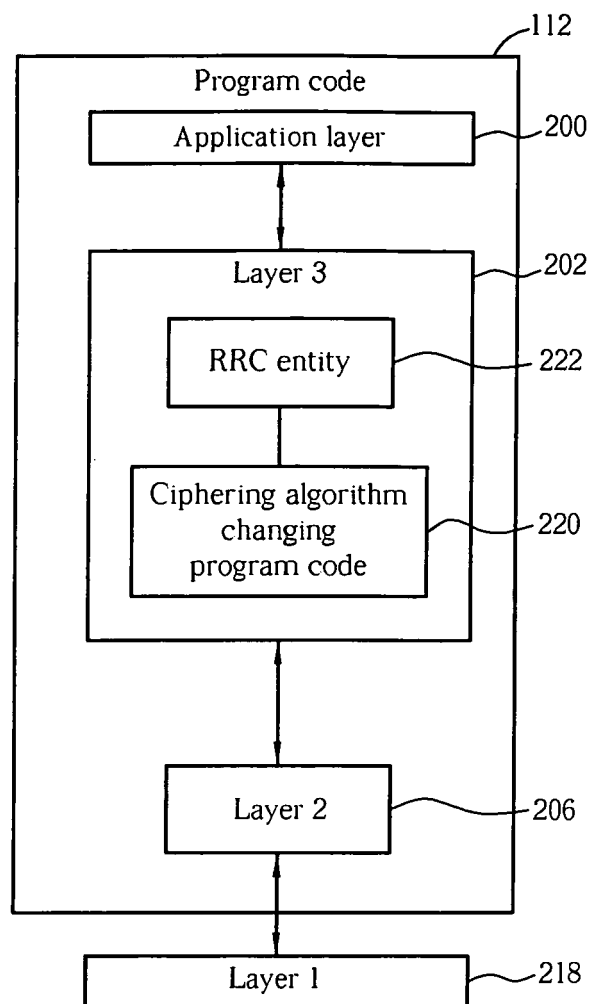 112
Program code
Application layer
200
Layer 3
202
RRC entity
222
Ciphering algorithm
changing
program code
220
Layer 2
206
Layer 1
218